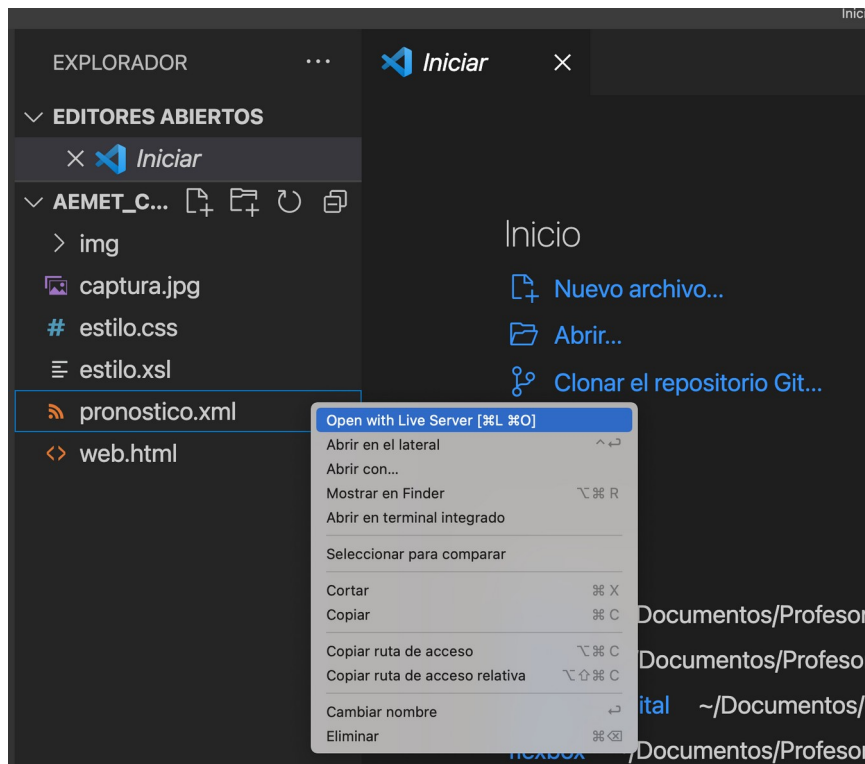 Inici
EXPLORADOR ...
Iniciar
EDITORES ABIERTOS
Iniciar
AEMET_C...
img
captura.jpg
# estilo.css
estilo.xsl
pronostico.xml
<> web.html
Inicio
Nuevo archivo...
Abrir...
Clonar el repositorio Git...
Open with Live Server [⌘L ⌘O]
Abrir en el lateral ^⏎
Abrir con...
Mostrar en Finder ⌥⌘ R
Abrir en terminal integrado
Seleccionar para comparar
Cortar ⌘ X
Copiar ⌘ C
Copiar ruta de acceso ⌥⌘ C
Copiar ruta de acceso relativa ⌥⇧⌘ C
Cambiar nombre ⏎
Eliminar ⌘⌫
/Documentos/Profesor
/Documentos/Profeso
ital ~/Documentos/
flexbox /Documentos/Profesor